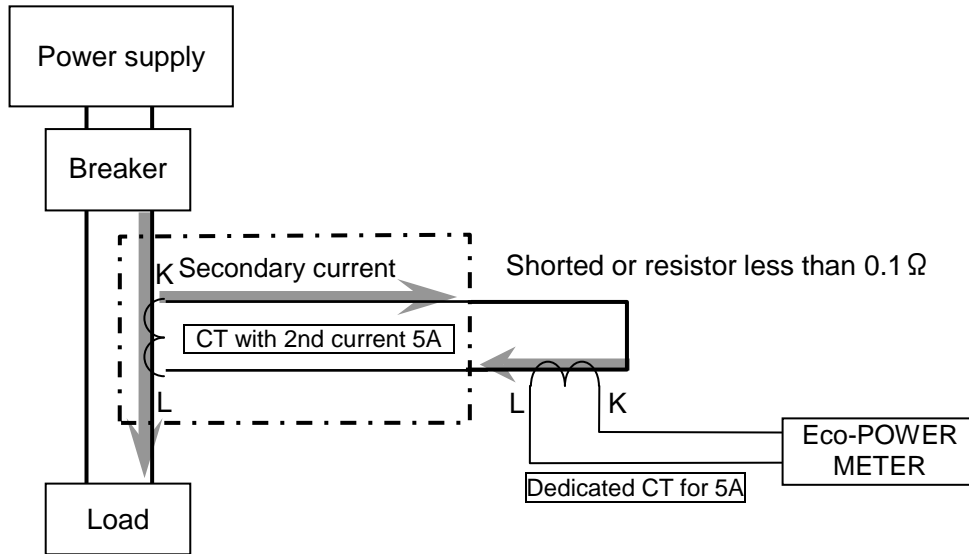 Power supply
Breaker
K
Secondary current
Shorted or resistor less than 0.1Ω
CT with 2nd current 5A
L
L
K
Eco-POWER
METER
Dedicated CT for 5A
Load